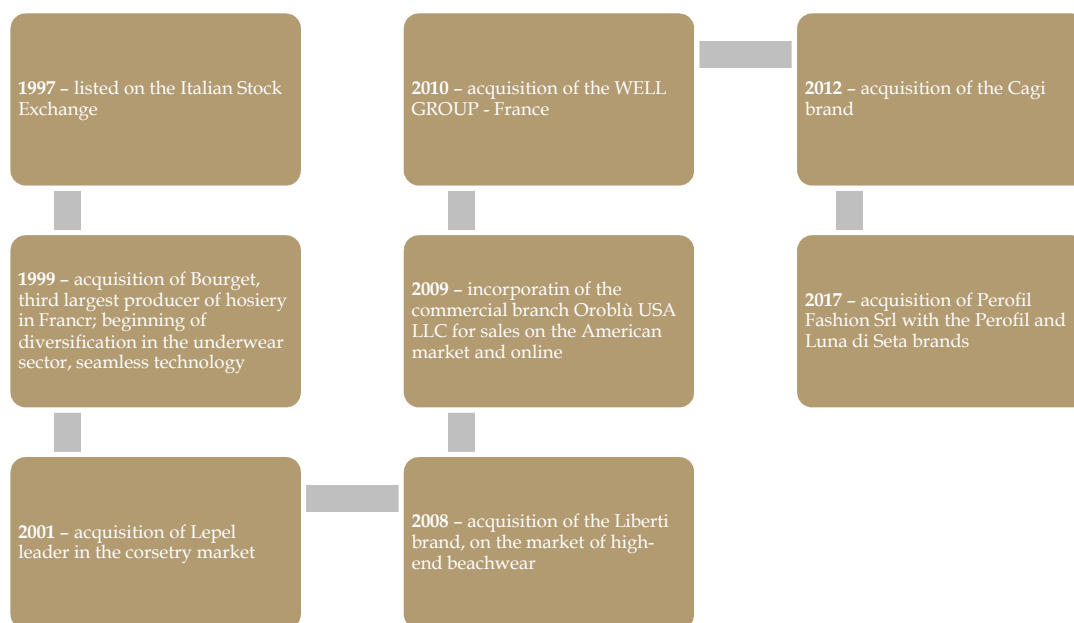 1997 – listed on the Italian Stock
Exchange
1999 – acquisition of Bourget,
third largest producer of hosiery
in Francr; beginning of
diversification in the underwear
sector, seamless technology
2001 – acquisition of Lepel
leader in the corsetry market
2008 – acquisition of the Liberti
brand, on the market of high-
end beachwear
2009 – incorporatin of the
commercial branch Oroblù USA
LLC for sales on the American
market and online
2010 – acquisition of the WELL
GROUP - France
2012 – acquisition of the Cagi
brand
2017 – acquisition of Perofil
Fashion Srl with the Perofil and
Luna di Seta brands